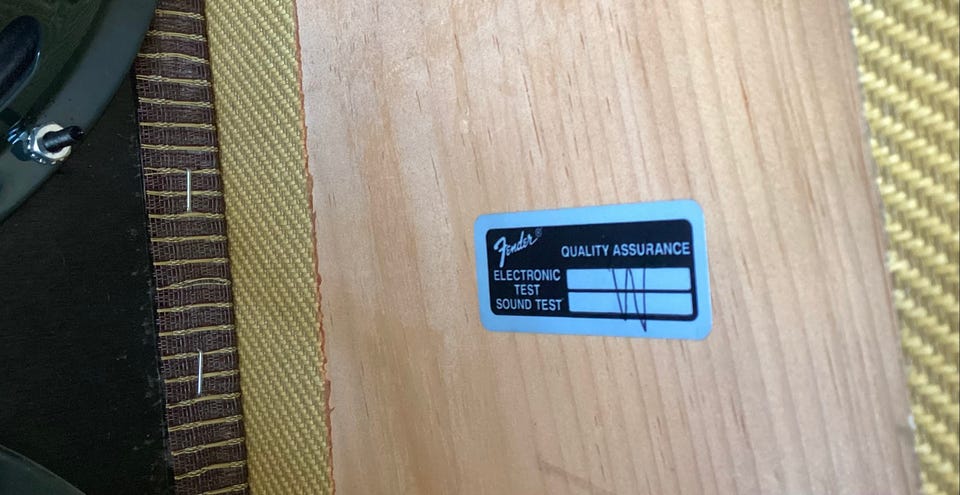 Fender®
QUALITY ASSURANCE
ELECTRONIC
TEST
SOUND TEST